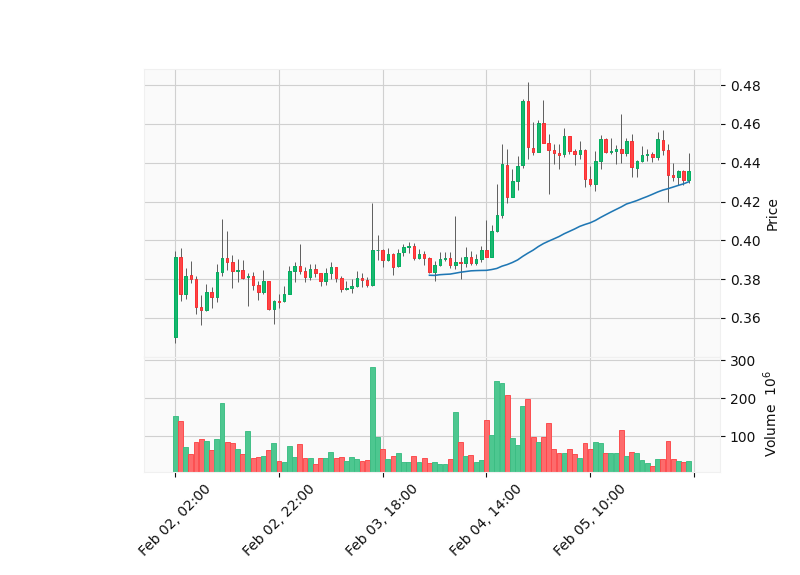 0.48
0.46
0.44
0.42
0.40
0.38
0.36
Price
300
200
100
Volume 10^6
Feb 02, 02:00
Feb 02, 22:00
Feb 03, 18:00
Feb 04, 14:00
Feb 05, 10:00